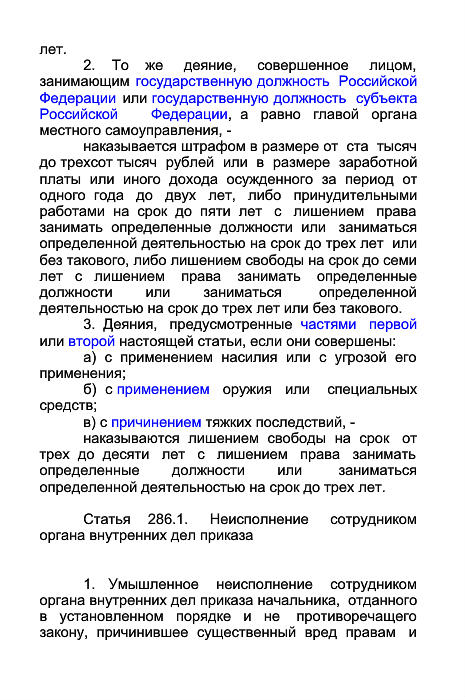 лет.
2. То же деяние, совершенное лицом,
занимающим государственную должность Российской
Федерации или государственную должность субъекта
Российской Федерации, а равно главой органа
местного самоуправления, -
наказывается штрафом в размере от ста тысяч
до трехсот тысяч рублей или в размере заработной
платы или иного дохода осужденного за период от
одного года до двух лет, либо принудительными
работами на срок до пяти лет с лишением права
занимать определенные должности или заниматься
определенной деятельностью на срок до трех лет или
без такового, либо лишением свободы на срок до семи
лет с лишением права занимать определенные
должности или заниматься определенной
деятельностью на срок до трех лет или без такового.
3. Деяния, предусмотренные частями первой
или второй настоящей статьи, если они совершены:
а) с применением насилия или с угрозой его
применения;
б) с применением оружия или специальных
средств;
в) с причинением тяжких последствий, -
наказываются лишением свободы на срок от
трех до десяти лет с лишением права занимать
определенные должности или заниматься
определенной деятельностью на срок до трех лет.
Статья 286.1. Неисполнение сотрудником
органа внутренних дел приказа
1. Умышленное неисполнение сотрудником
органа внутренних дел приказа начальника, отданного
в установленном порядке и не противоречащего
закону, причинившее существенный вред правам и